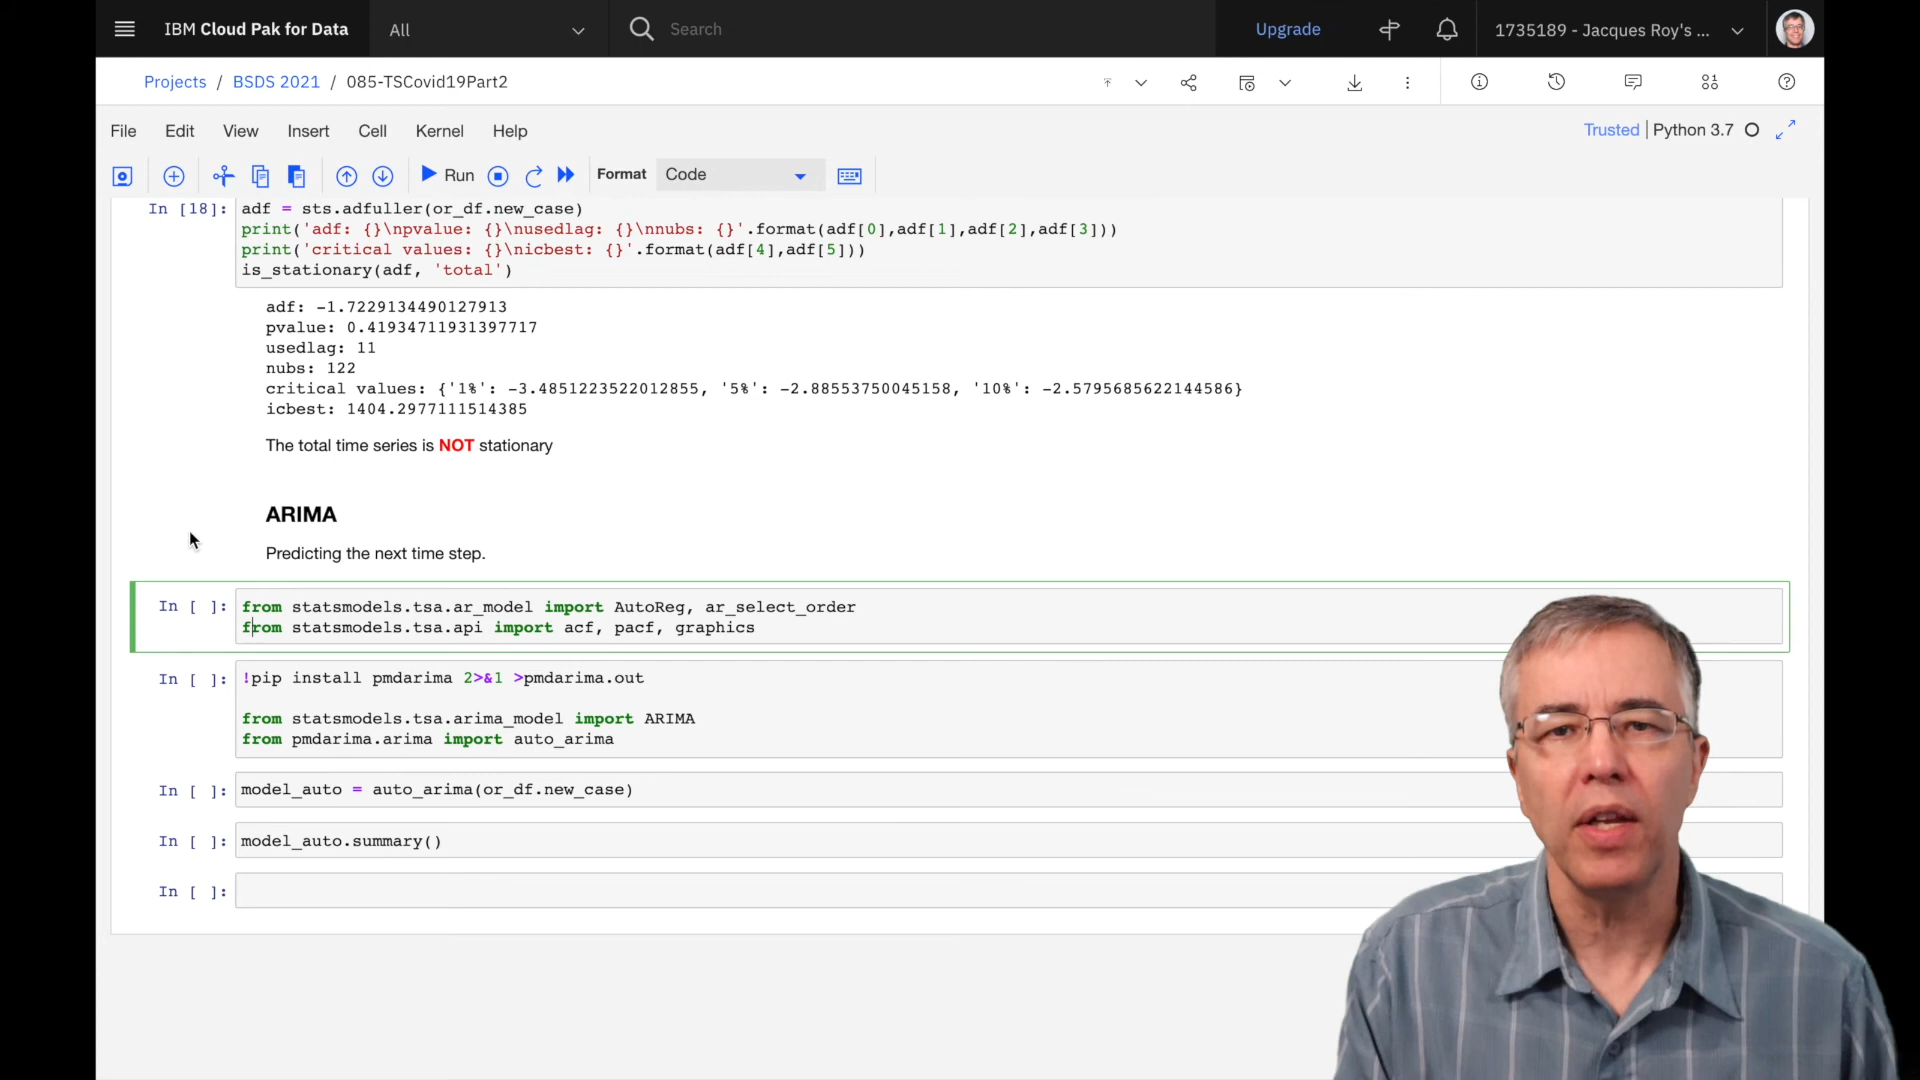 IBM Cloud Pak for Data All Search Upgrade 1735189 - Jacques Roy's ...
Projects / BSDS 2021 / 085-TSCovid19Part2
File Edit View Insert Cell Kernel Help Trusted | Python 3.7
Run Format Code
In [18]: adf = sts.adfuller(or_df.new_case)
print('adf: {}\npvalue: {}\nusedlag: {}\nnubs: {}'.format(adf[0],adf[1],adf[2],adf[3]))
print('critical values: {}\nicbest: {}'.format(adf[4],adf[5]))
is_stationary(adf, 'total')
adf: -1.7229134490127913
pvalue: 0.41934711931397717
usedlag: 11
nubs: 122
critical values: {'1%': -3.4851223522012855, '5%': -2.88553750045158, '10%': -2.5795685622144586}
icbest: 1404.2977111514385
The total time series is NOT stationary
ARIMA
Predicting the next time step.
In [ ]: from statsmodels.tsa.ar_model import AutoReg, ar_select_order
from statsmodels.tsa.api import acf, pacf, graphics
In [ ]: !pip install pmdarima 2>&1 >pmdarima.out
from statsmodels.tsa.arima_model import ARIMA
from pmdarima.arima import auto_arima
In [ ]: model_auto = auto_arima(or_df.new_case)
In [ ]: model_auto.summary()
In [ ]: